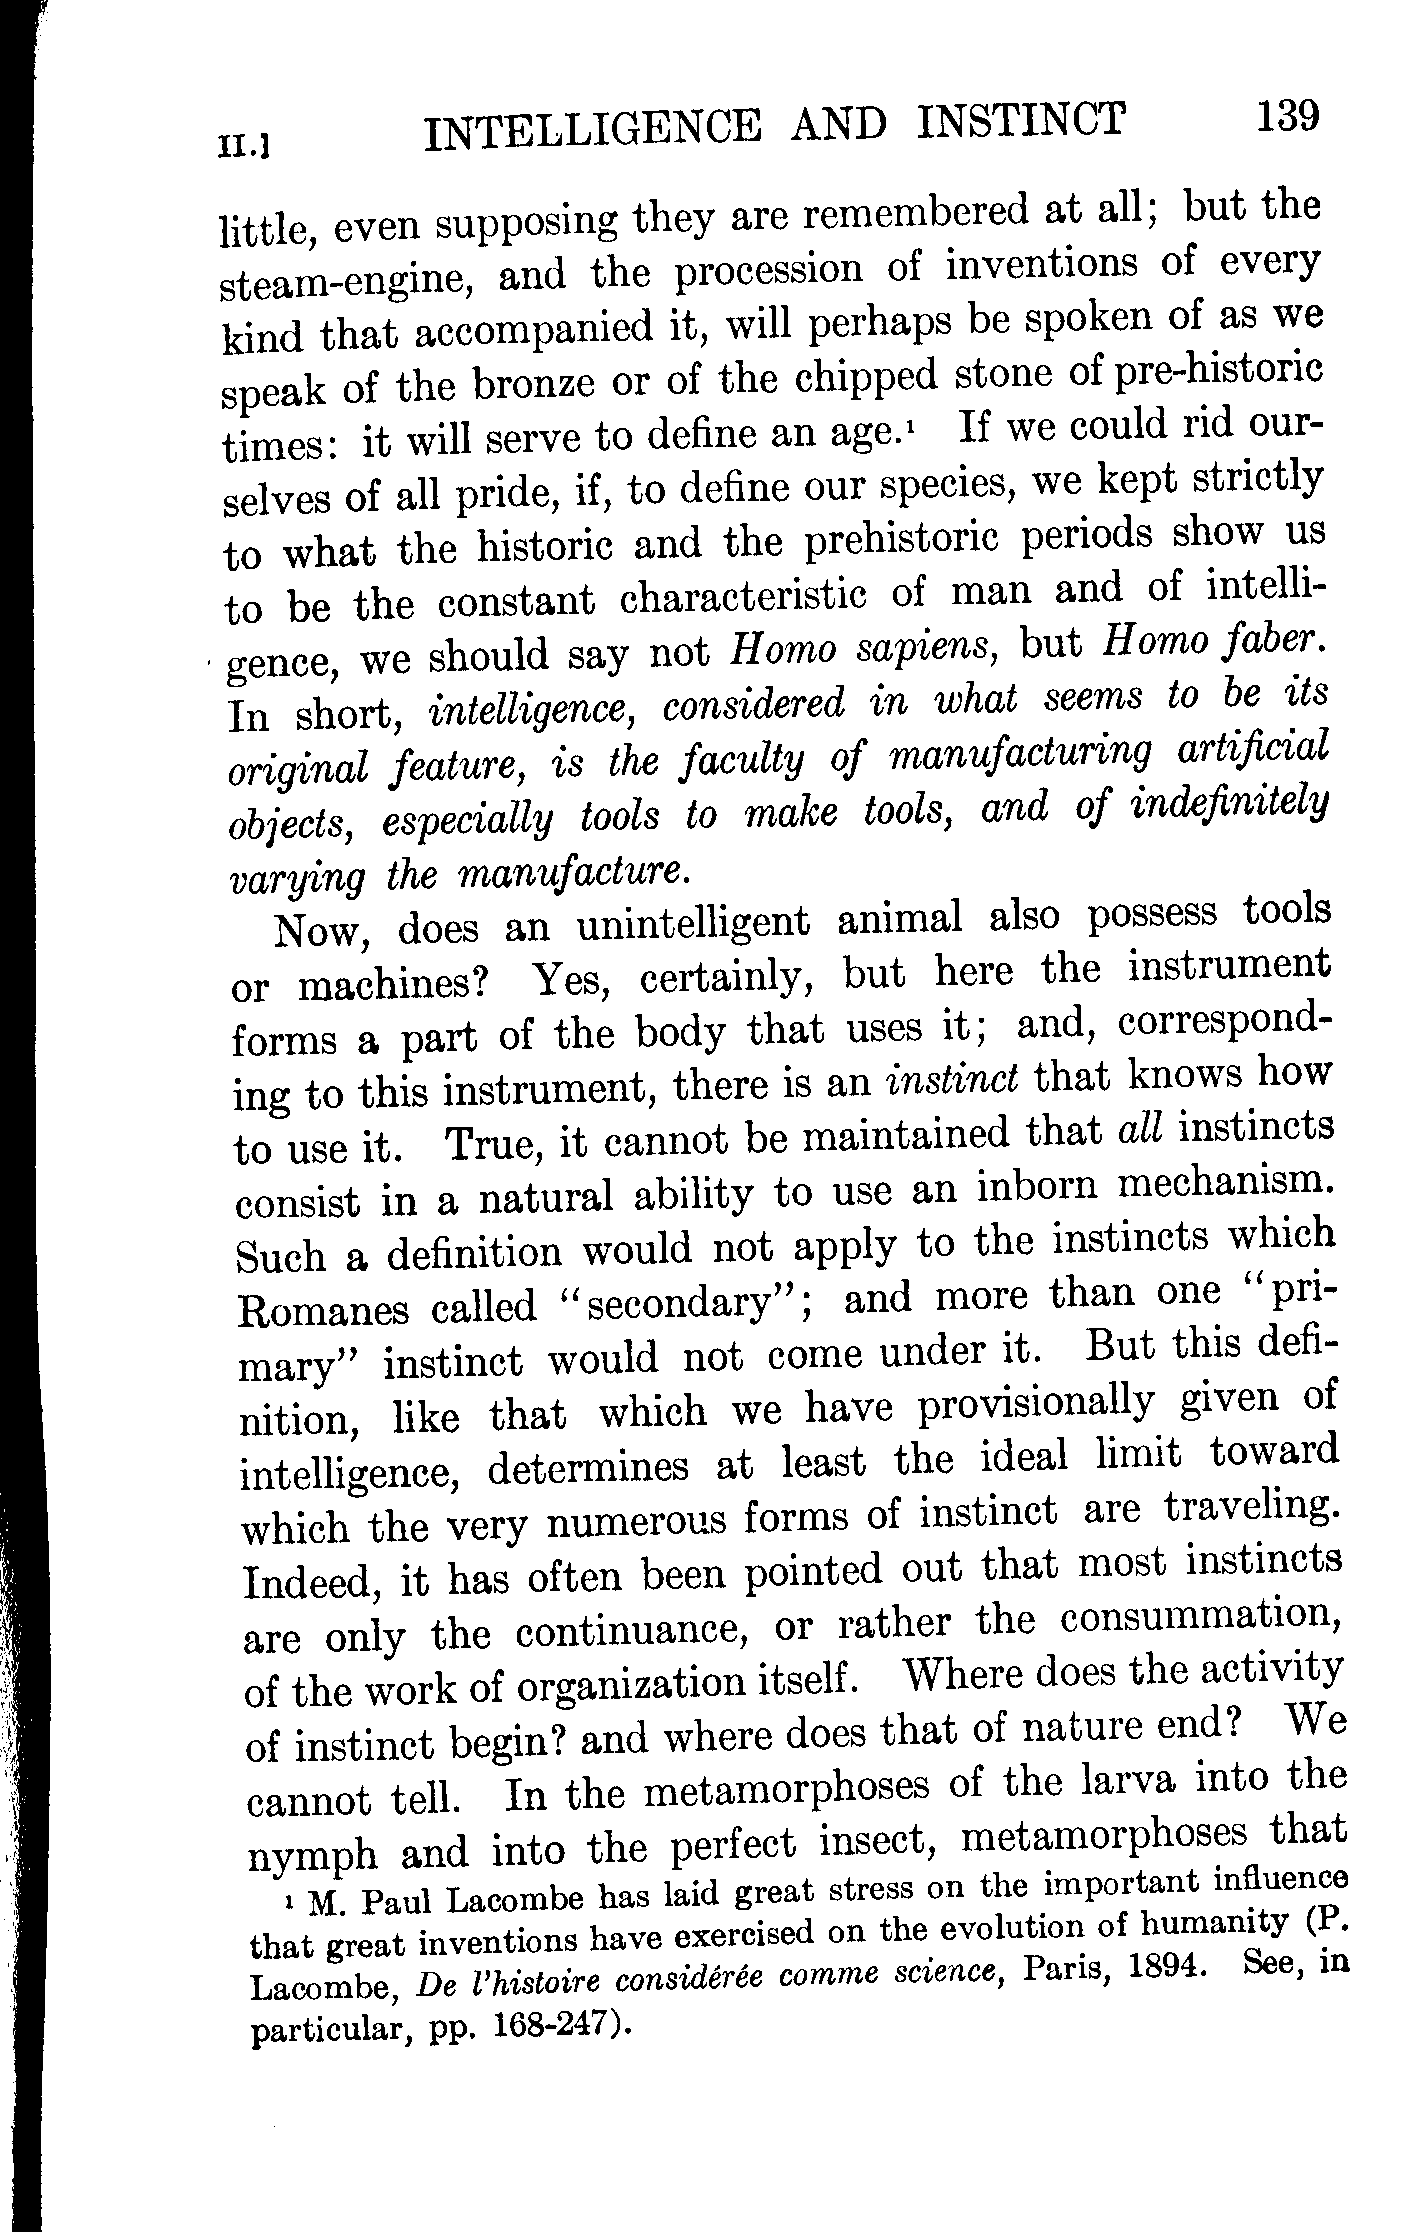 II.] INTELLIGENCE AND INSTINCT 139
little, even supposing they are remembered at all; but the
steam-engine, and the procession of inventions of every
kind that accompanied it, will perhaps be spoken of as we
speak of the bronze or of the chipped stone of pre-historic
times: it will serve to define an age.¹ If we could rid our-
selves of all pride, if, to define our species, we kept strictly
to what the historic and the prehistoric periods show us
to be the constant characteristic of man and of intelli-
gence, we should say not Homo sapiens, but Homo faber.
In short, intelligence, considered in what seems to be its
original feature, is the faculty of manufacturing artificial
objects, especially tools to make tools, and of indefinitely
varying the manufacture.
Now, does an unintelligent animal also possess tools
or machines? Yes, certainly, but here the instrument
forms a part of the body that uses it; and, correspond-
ing to this instrument, there is an instinct that knows how
to use it. True, it cannot be maintained that all instincts
consist in a natural ability to use an inborn mechanism.
Such a definition would not apply to the instincts which
Romanes called "secondary"; and more than one "pri-
mary" instinct would not come under it. But this defi-
nition, like that which we have provisionally given of
intelligence, determines at least the ideal limit toward
which the very numerous forms of instinct are traveling.
Indeed, it has often been pointed out that most instincts
are only the continuance, or rather the consummation,
of the work of organization itself. Where does the activity
of instinct begin? and where does that of nature end? We
cannot tell. In the metamorphoses of the larva into the
nymph and into the perfect insect, metamorphoses that
¹ M. Paul Lacombe has laid great stress on the important influence
that great inventions have exercised on the evolution of humanity (P.
Lacombe, De l'histoire considérée comme science, Paris, 1894. See, in
particular, pp. 168-247).